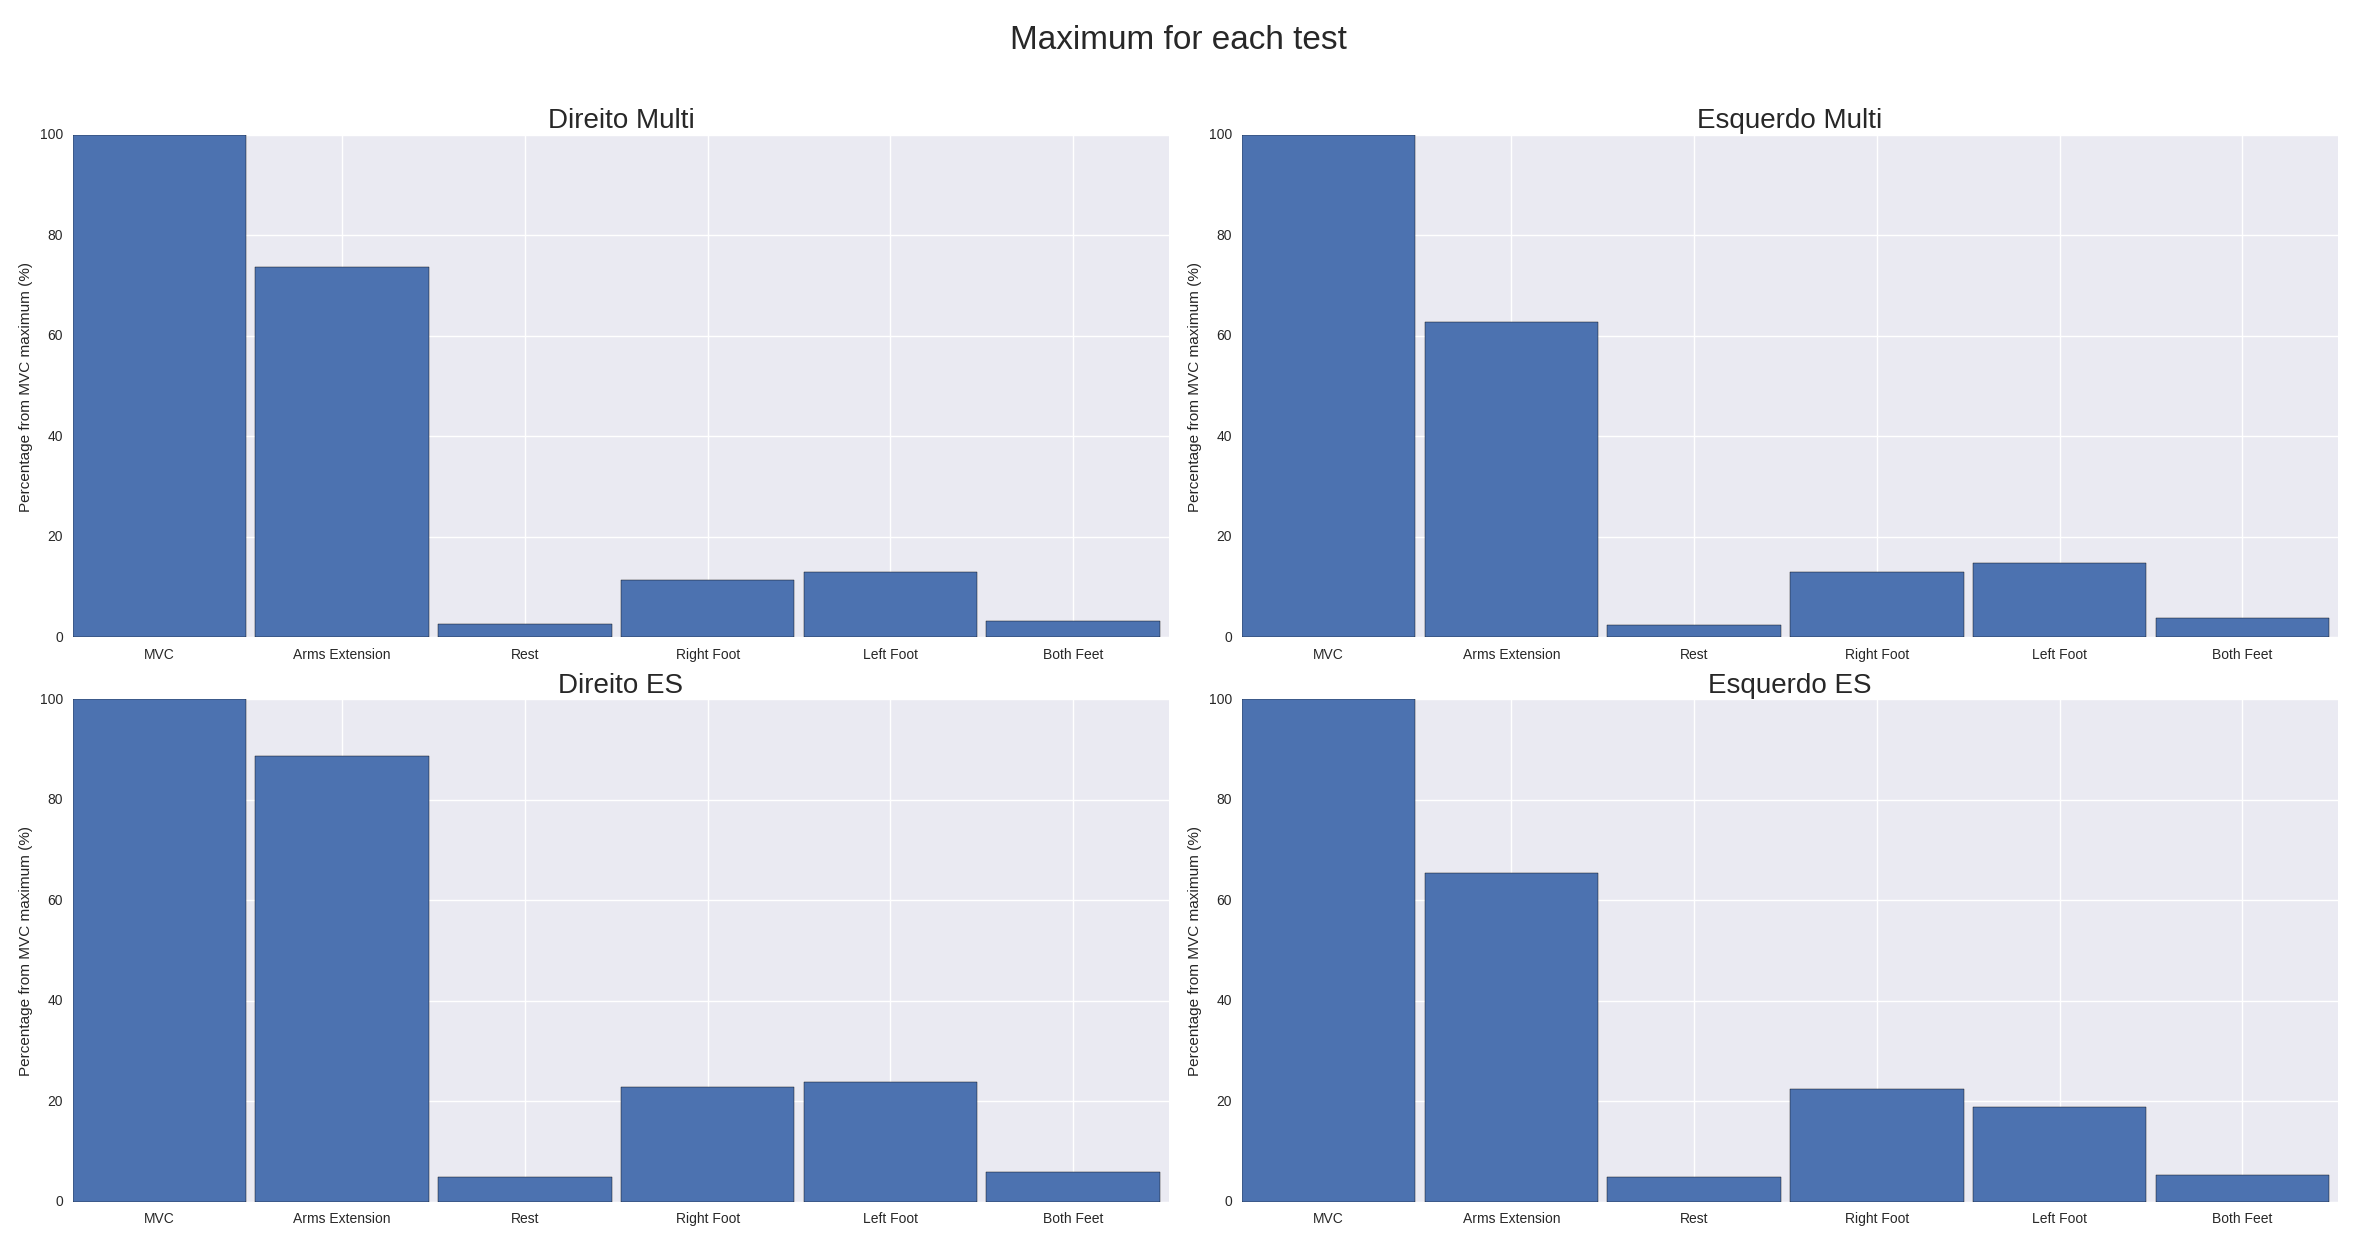 Maximum for each test
Direito Multi
Percentage from MVC maximum (%)
100
80
60
40
20
0
MVC Arms Extension Rest Right Foot Left Foot Both Feet
Esquerdo Multi
Percentage from MVC maximum (%)
100
80
60
40
20
0
MVC Arms Extension Rest Right Foot Left Foot Both Feet
Direito ES
Percentage from MVC maximum (%)
100
80
60
40
20
0
MVC Arms Extension Rest Right Foot Left Foot Both Feet
Esquerdo ES
Percentage from MVC maximum (%)
100
80
60
40
20
0
MVC Arms Extension Rest Right Foot Left Foot Both Feet